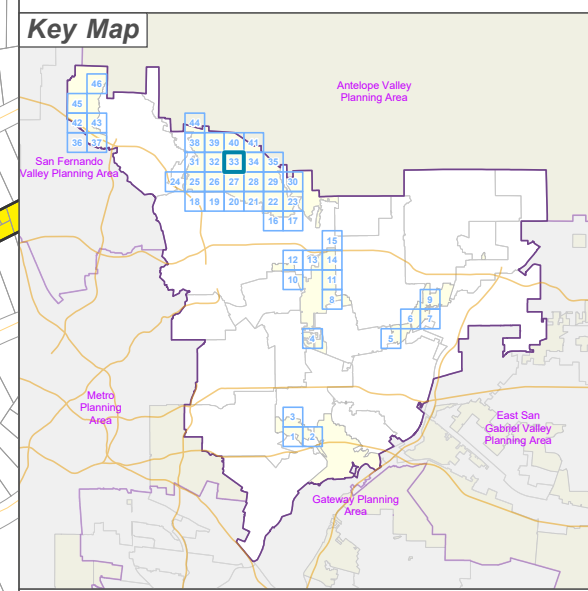 Key Map
Antelope Valley
Planning Area
46
45
42 43
36 37
San Fernando
Valley Planning Area
44
38 39 40 41
31 32 33 34 35
24 25 26 27 28 29 30
18 19 20 21 22 23
16 17
15
12 13 14
10 11
8
9
6 7
5
4
Metro
Planning
Area
3
1 2
East San
Gabriel Valley
Planning Area
Gateway Planning
Area